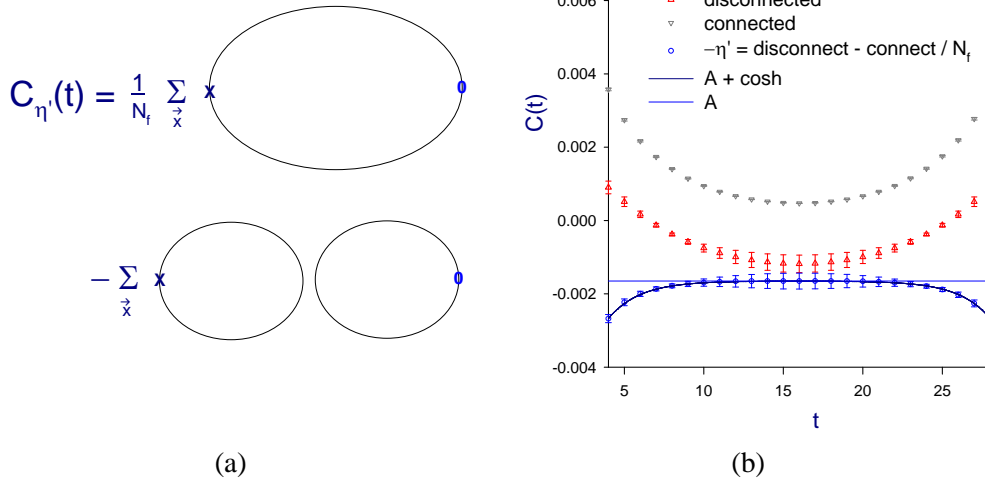 C_η'(t) = 1/N_f Σ_x⃗ x 0
− Σ_x⃗ x 0
(a)
disconnected
connected
−η' = disconnect - connect / N_f
A + cosh
A
C(t)
0.006
0.004
0.002
0.000
-0.002
-0.004
5 10 15 20 25
t
(b)